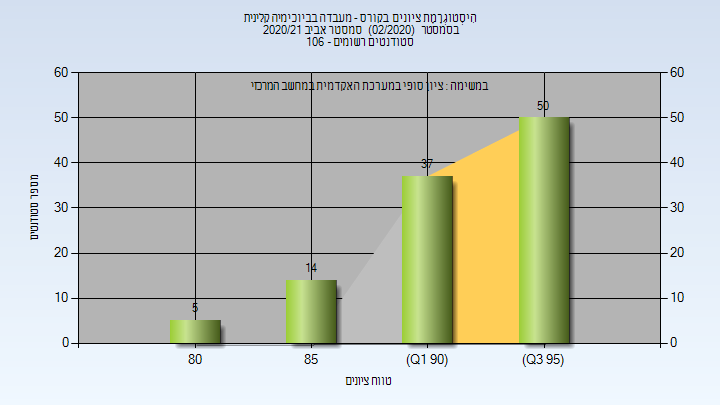 היסטוגרמת ציונים בקורס - מעבדה בביוכימיה קלינית
בסמסטר (02/2020) סמסטר אביב 2020/21
סטודנטים רשומים - 106
במשימה : ציון סופי במערכת האקדמית במחשב המרכזי
60 60
50 50
40 40
30 30
20 20
10 10
0 0
מספר סטודנטים
5 14 37 50
80 85 (Q1 90) (Q3 95)
טווח ציונים